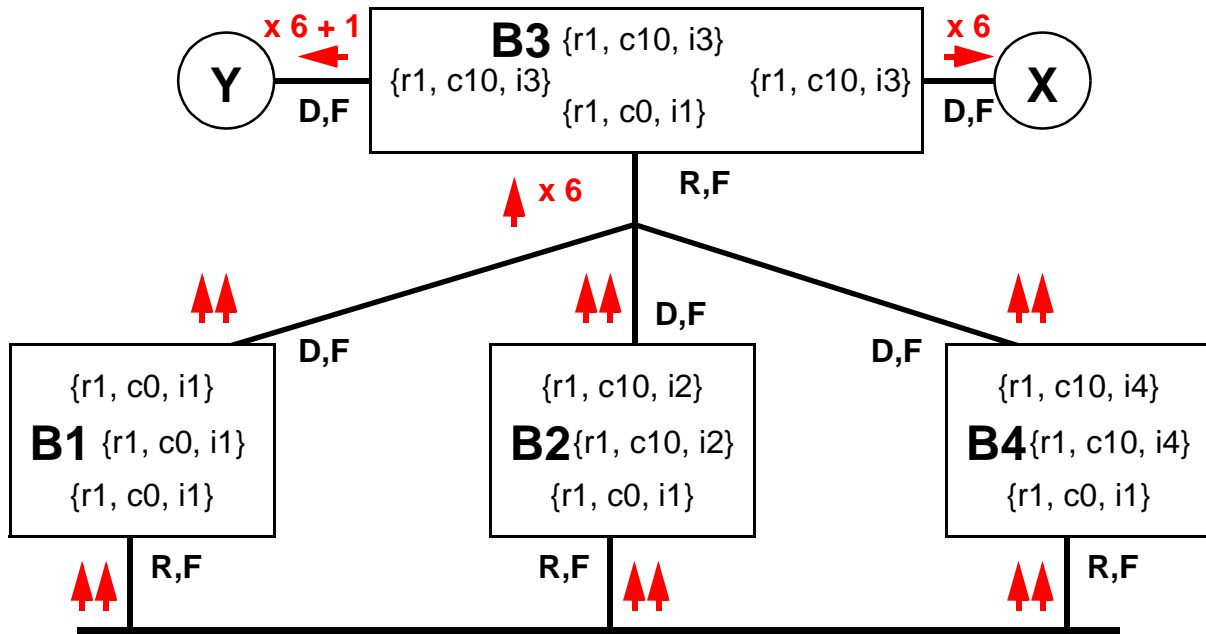 x 6 + 1
x 6
B3 {r1, c10, i3}
Y
{r1, c10, i3}
{r1, c10, i3}
X
D,F
{r1, c0, i1}
D,F
R,F
x 6
D,F
D,F
D,F
{r1, c0, i1}
B1 {r1, c0, i1}
{r1, c0, i1}
{r1, c10, i2}
B2 {r1, c10, i2}
{r1, c0, i1}
{r1, c10, i4}
B4 {r1, c10, i4}
{r1, c0, i1}
R,F
R,F
R,F